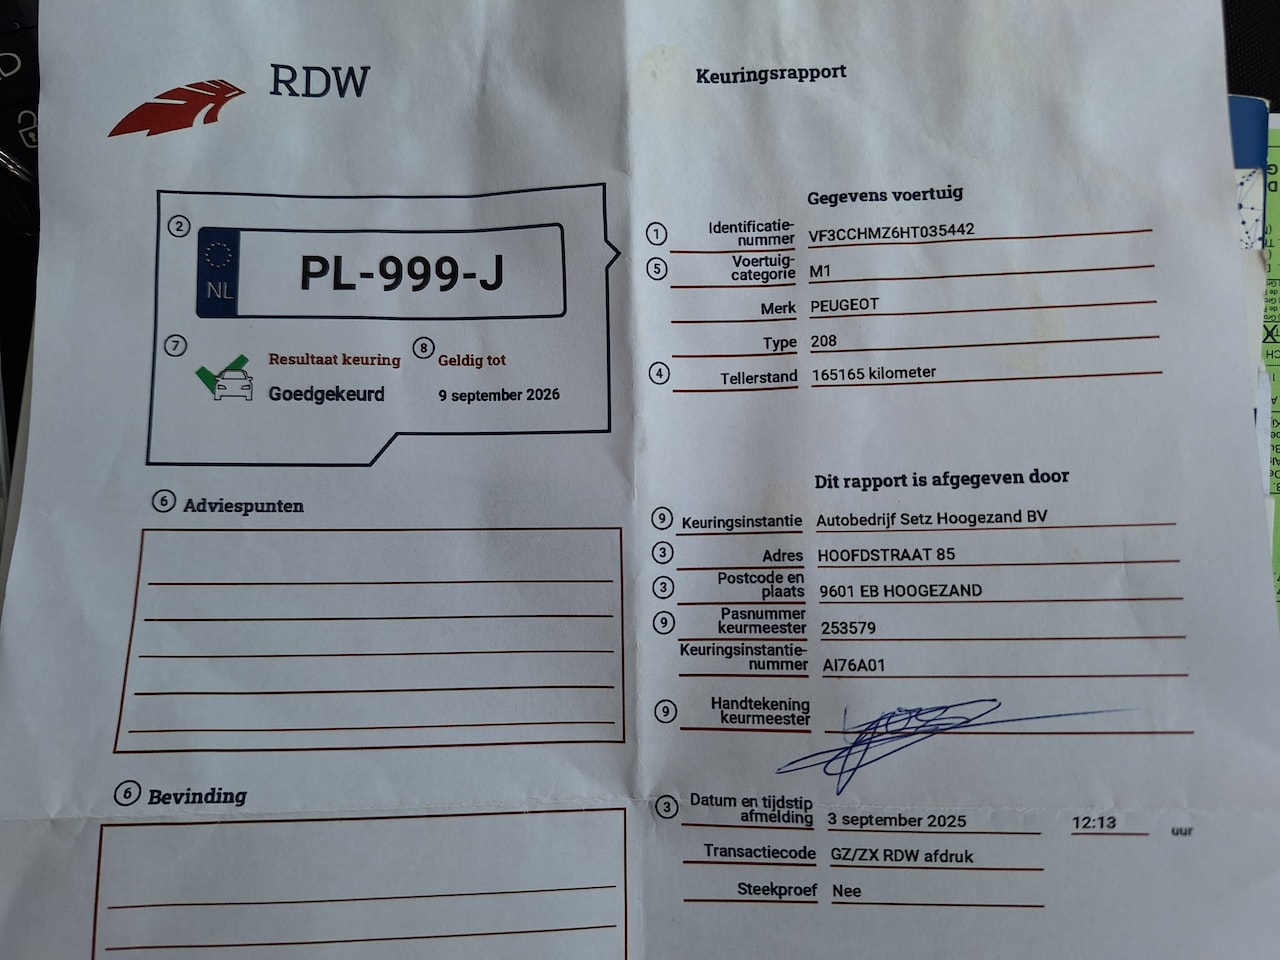 RDW
Keuringsrapport
2
NL
PL-999-J
7
Resultaat keuring
Goedgekeurd
8
Geldig tot
9 september 2026
6 Adviespunten
6 Bevinding
Gegevens voertuig
1 Identificatie-
nummer VF3CCHMZ6HT035442
5 Voertuig-
categorie M1
Merk PEUGEOT
Type 208
4 Tellerstand 165165 kilometer
Dit rapport is afgegeven door
9 Keuringsinstantie Autobedrijf Setz Hoogezand BV
3 Adres HOOFDSTRAAT 85
3 Postcode en
plaats 9601 EB HOOGEZAND
9 Pasnummer
keurmeester 253579
Keuringsinstantie-
nummer AI76A01
9 Handtekening
keurmeester
3 Datum en tijdstip
afmelding 3 september 2025 12:13 uur
Transactiecode GZ/ZX RDW afdruk
Steekproef Nee